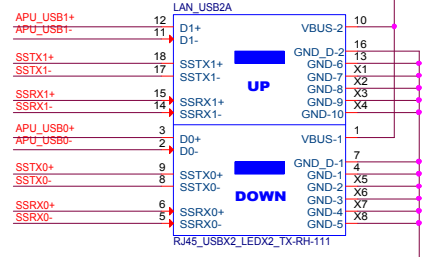 LAN_USB2A
APU_USB1+ 12 D1+ VBUS-2 10
APU_USB1- 11 D1-
GND_D-2 16
SSTX1+ 18 SSTX1+ GND-6 13
SSTX1- 17 SSTX1- GND-7 X1
GND-8 X2
UP
SSRX1+ 15 SSRX1+ GND-9 X3
SSRX1- 14 SSRX1- GND-10 X4
APU_USB0+ 3 D0+ VBUS-1 1
APU_USB0- 2 D0-
GND_D-1 7
SSTX0+ 9 SSTX0+ GND-1 4
SSTX0- 8 SSTX0- GND-2 X5
DOWN
GND-3 X6
SSRX0+ 6 SSRX0+ GND-4 X7
SSRX0- 5 SSRX0- GND-5 X8
RJ45_USBX2_LEDX2_TX-RH-111